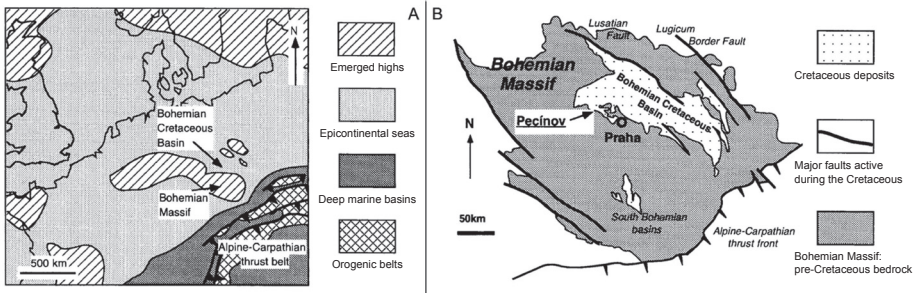 A
N
Bohemian
Cretaceous
Basin
Bohemian
Massif
Alpine-Carpathian
thrust belt
500 km
Emerged highs
Epicontinental seas
Deep marine basins
Orogenic belts
B
Lusatian
Fault
Lugicum
Border Fault
Bohemian
Massif
Bohemian Cretaceous
Basin
Pecínov
Praha
N
50km
South Bohemian
basins
Alpine-Carpathian
thrust front
Cretaceous deposits
Major faults active
during the Cretaceous
Bohemian Massif:
pre-Cretaceous bedrock